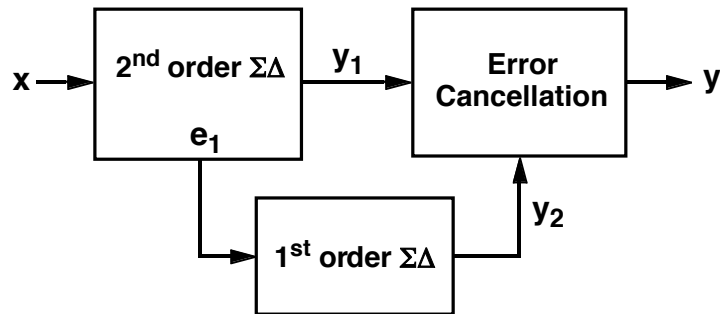 x
2nd order ΣΔ
e1
y1
Error
Cancellation
y
1st order ΣΔ
y2